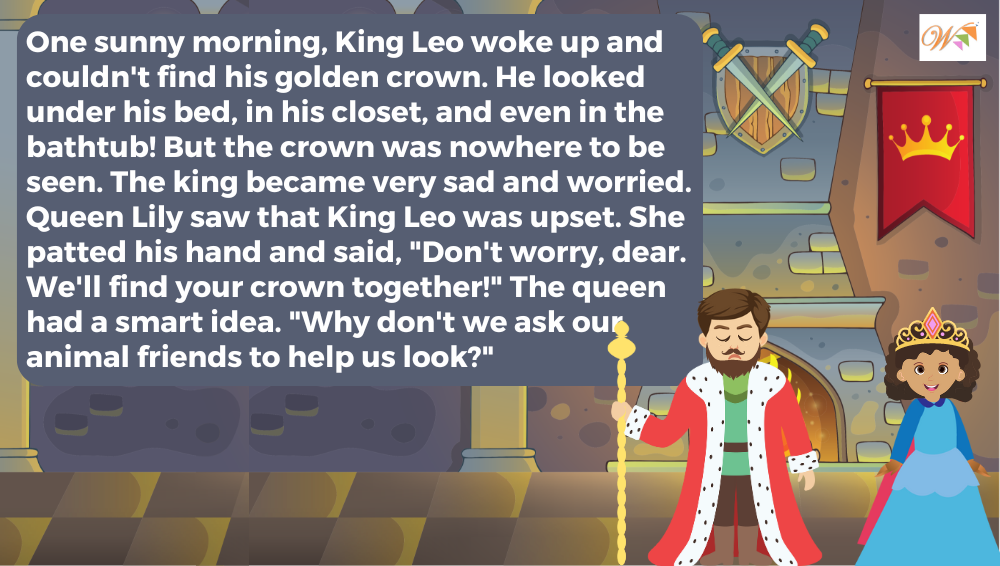 One sunny morning, King Leo woke up and
couldn't find his golden crown. He looked
under his bed, in his closet, and even in the
bathtub! But the crown was nowhere to be
seen. The king became very sad and worried.
Queen Lily saw that King Leo was upset. She
patted his hand and said, "Don't worry, dear.
We'll find your crown together!" The queen
had a smart idea. "Why don't we ask our
animal friends to help us look?"
W